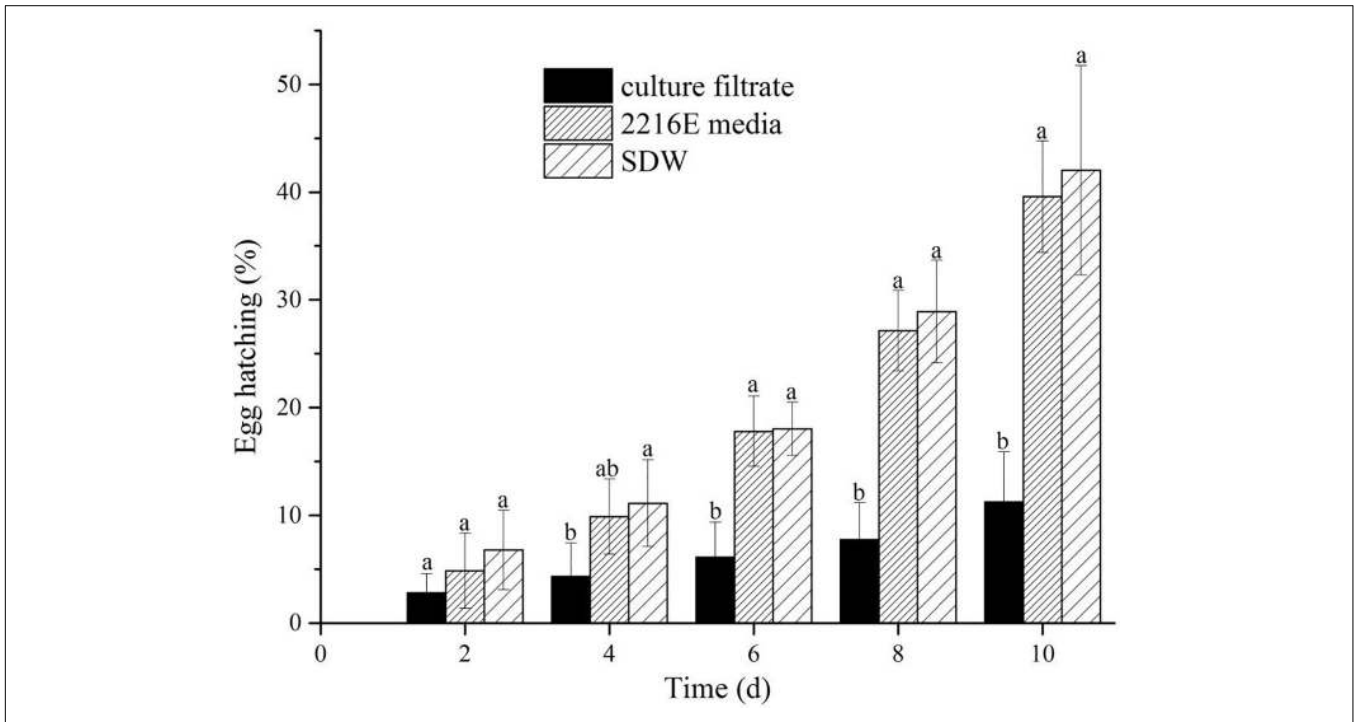 culture filtrate
2216E media
SDW
Egg hatching (%)
50
40
30
20
10
0
a a a
b ab a
b a a
b a a
b a a
0 2 4 6 8 10
Time (d)